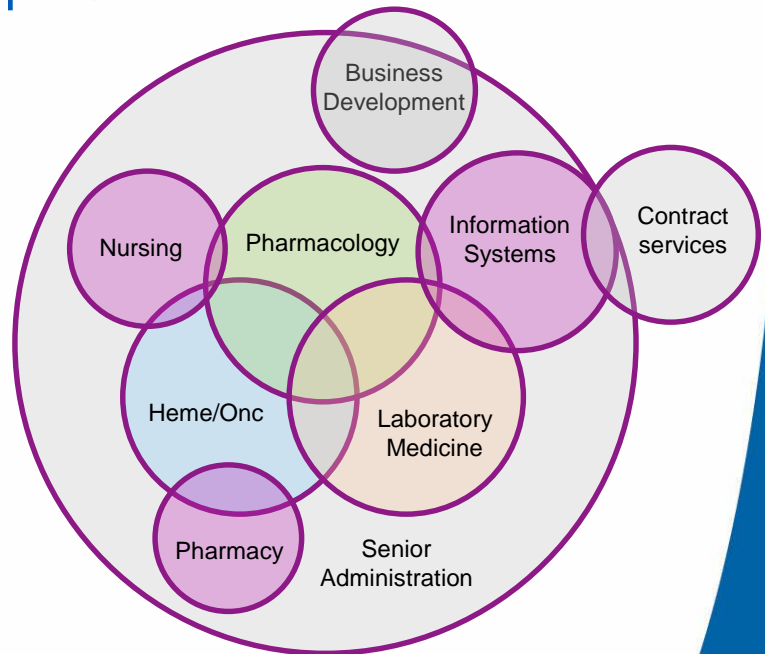 Business
Development
Nursing
Pharmacology
Information
Systems
Contract
services
Heme/Onc
Laboratory
Medicine
Pharmacy
Senior
Administration